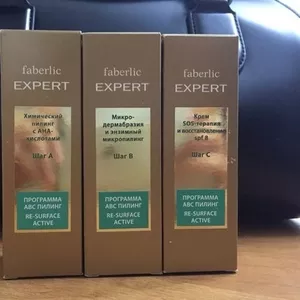 faberlic
EXPERT
Химический
пилинг
с АНА-
кислотами
Шаг А
ПРОГРАММА
АВС ПИЛИНГ
RE-SURFACE
ACTIVE
faberlic
EXPERT
Микро-
дермабразия
и энзимный
микропилинг
Шаг В
ПРОГРАММА
АВС ПИЛИНГ
RE-SURFACE
ACTIVE
faberlic
EXPERT
Крем
SOS-терапия
и восстановление
spf 8
Шаг С
ПРОГРАММА
АВС ПИЛИНГ
RE-SURFACE
ACTIVE